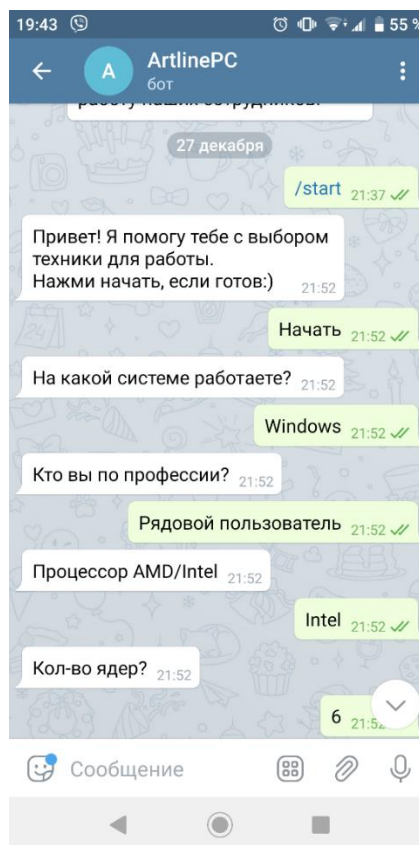 19:43 55 %
A
ArtlinePC
бот
работу наших сотрудников.
27 декабря
/start 21:37
Привет! Я помогу тебе с выбором
техники для работы.
Нажми начать, если готов:) 21:52
Начать 21:52
На какой системе работаете? 21:52
Windows 21:52
Кто вы по профессии? 21:52
Рядовой пользователь 21:52
Процессор AMD/Intel 21:52
Intel 21:52
Кол-во ядер? 21:52
6
Сообщение